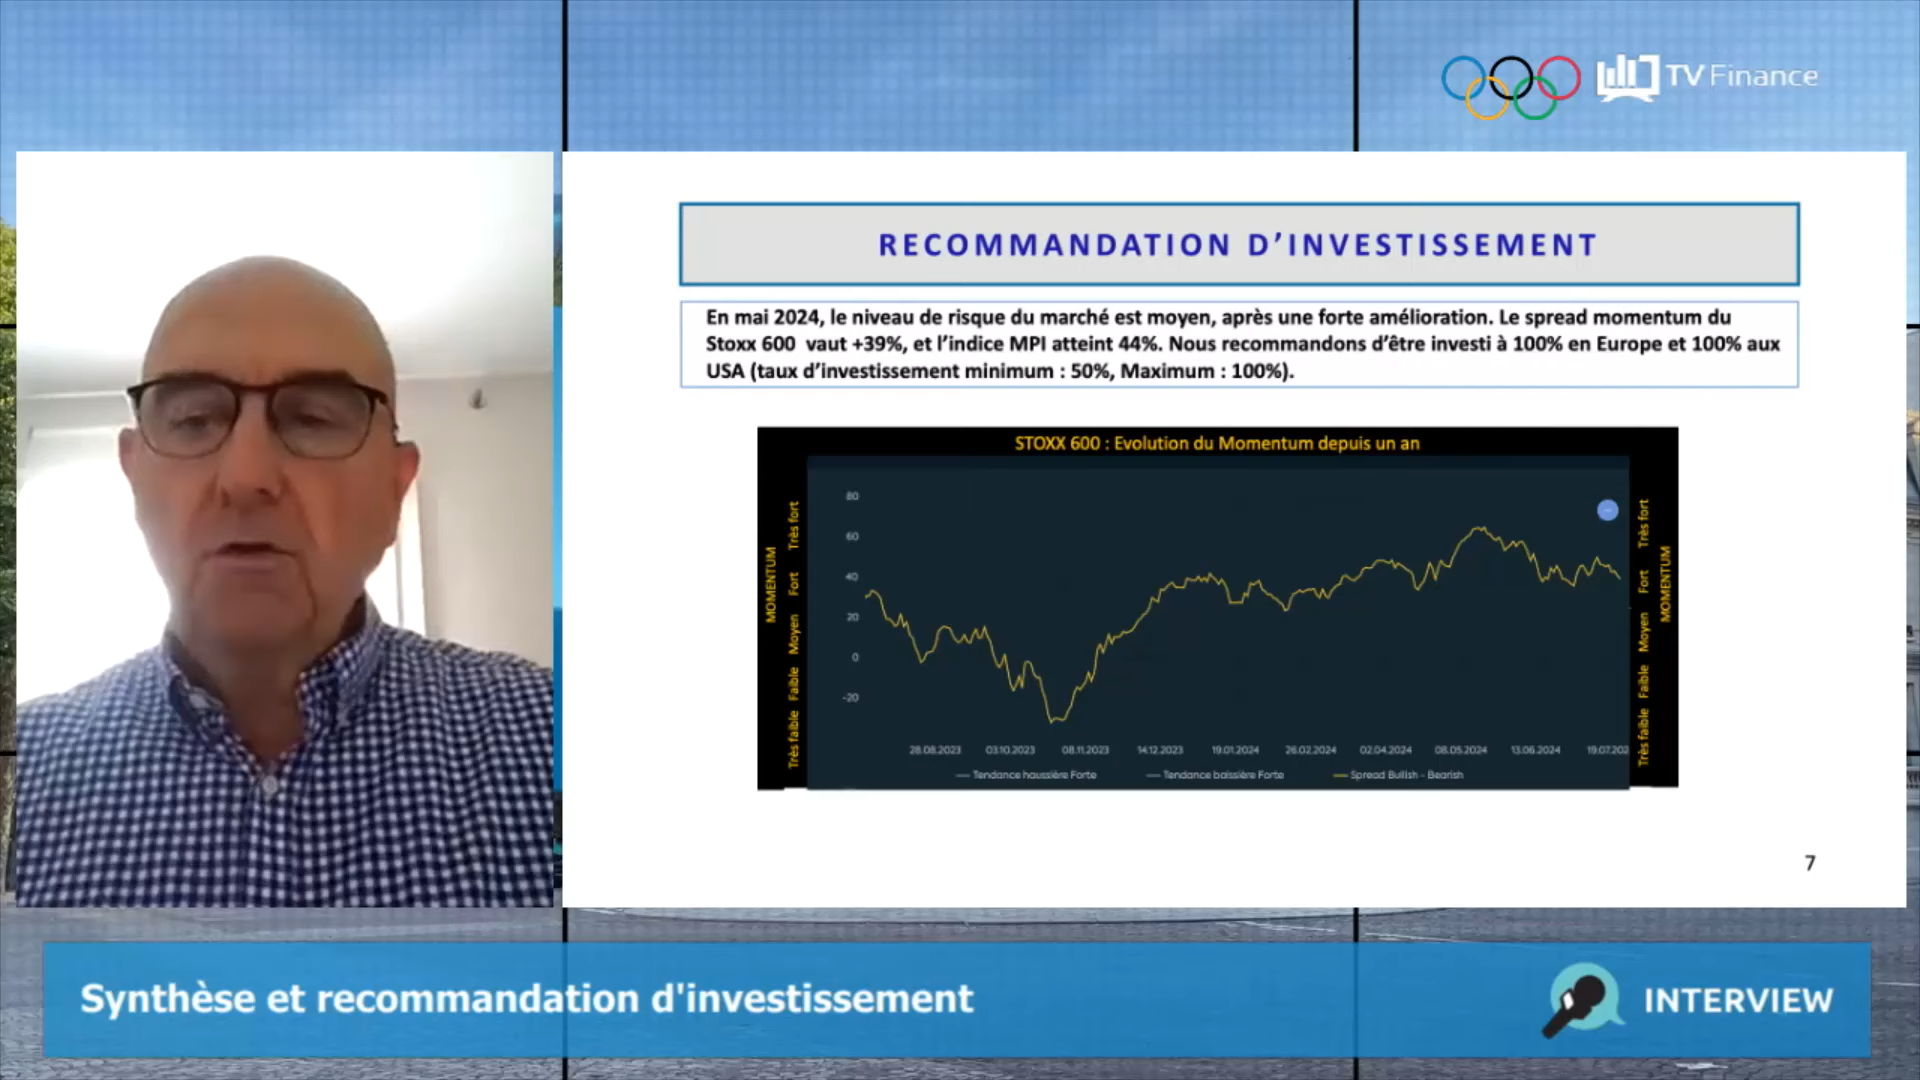 TV Finance
RECOMMANDATION D'INVESTISSEMENT
En mai 2024, le niveau de risque du marché est moyen, après une forte amélioration. Le spread momentum du
Stoxx 600 vaut +39%, et l'indice MPI atteint 44%. Nous recommandons d'être investi à 100% en Europe et 100% aux
USA (taux d'investissement minimum : 50%, Maximum : 100%).
STOXX 600 : Evolution du Momentum depuis un an
MOMENTUM
Très faible Faible Moyen Fort Très fort
80
60
40
20
0
-20
28.08.2023 03.10.2023 08.11.2023 14.12.2023 19.01.2024 26.02.2024 02.04.2024 08.05.2024 13.06.2024 19.07.202
Tendance haussière Forte Tendance baissière Forte Spread Bullish - Bearish
Très faible Faible Moyen Fort Très fort
MOMENTUM
7
Synthèse et recommandation d'investissement
INTERVIEW